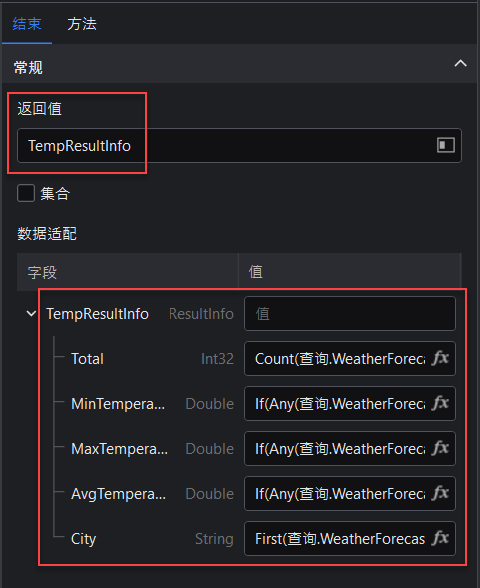 结束 方法
常规
返回值
TempResultInfo
集合
数据适配
字段 值
TempResultInfo ResultInfo 值
Total Int32 Count(查询.WeatherForeca fx
MinTempera... Double If(Any(查询.WeatherForeca fx
MaxTempera... Double If(Any(查询.WeatherForeca fx
AvgTempera... Double If(Any(查询.WeatherForeca fx
City String First(查询.WeatherForecas fx